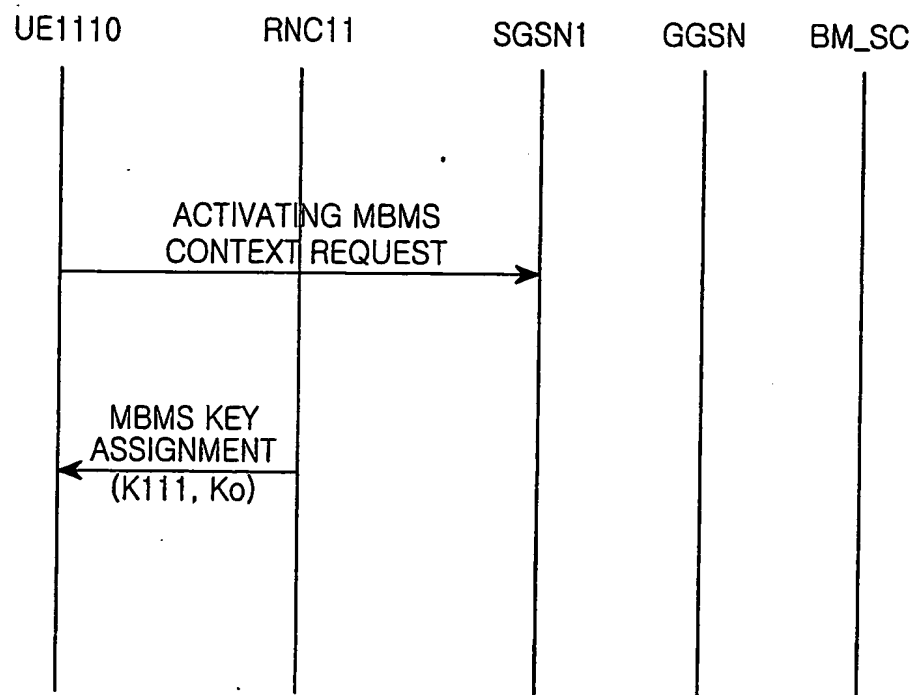 UE1110 RNC11 SGSN1 GGSN BM_SC
ACTIVATING MBMS
CONTEXT REQUEST
MBMS KEY
ASSIGNMENT
(K111, Ko)